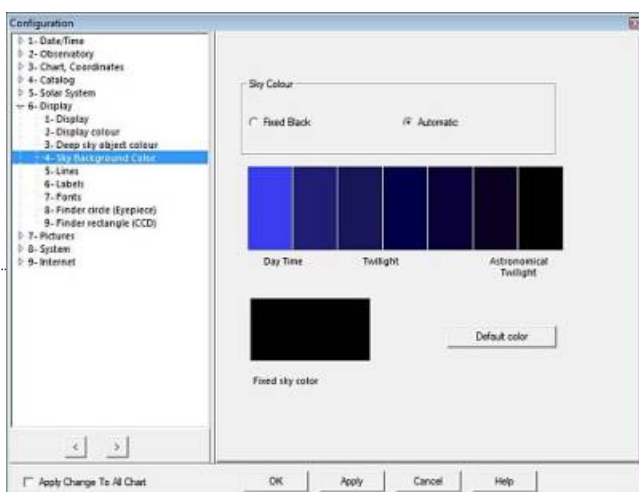 Configuration
1- Date/Time
2- Observatory
3- Chart, Coordinates
4- Catalog
5- Solar System
6- Display
1- Display
2- Display colour
3- Deep sky object colour
4- Sky Background Color
5- Lines
6- Labels
7- Fonts
8- Finder circle (Eyepiece)
9- Finder rectangle (CCD)
7- Pictures
8- System
9- Internet
< >
Sky Colour
Fixed Black Automatic
Day Time Twilight Astronomical
Twilight
Default color
Fixed sky color
Apply Change To All Chart OK Apply Cancel Help